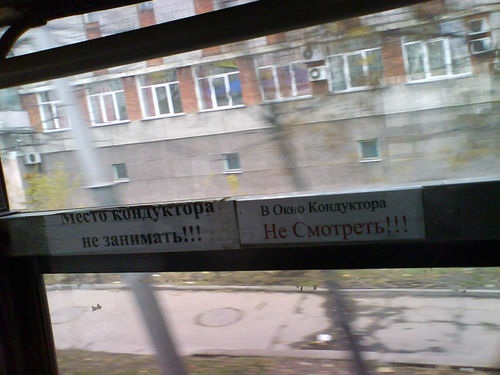 Место кондуктора
не занимать!!!
В Окно Кондуктора
Не Смотреть!!!